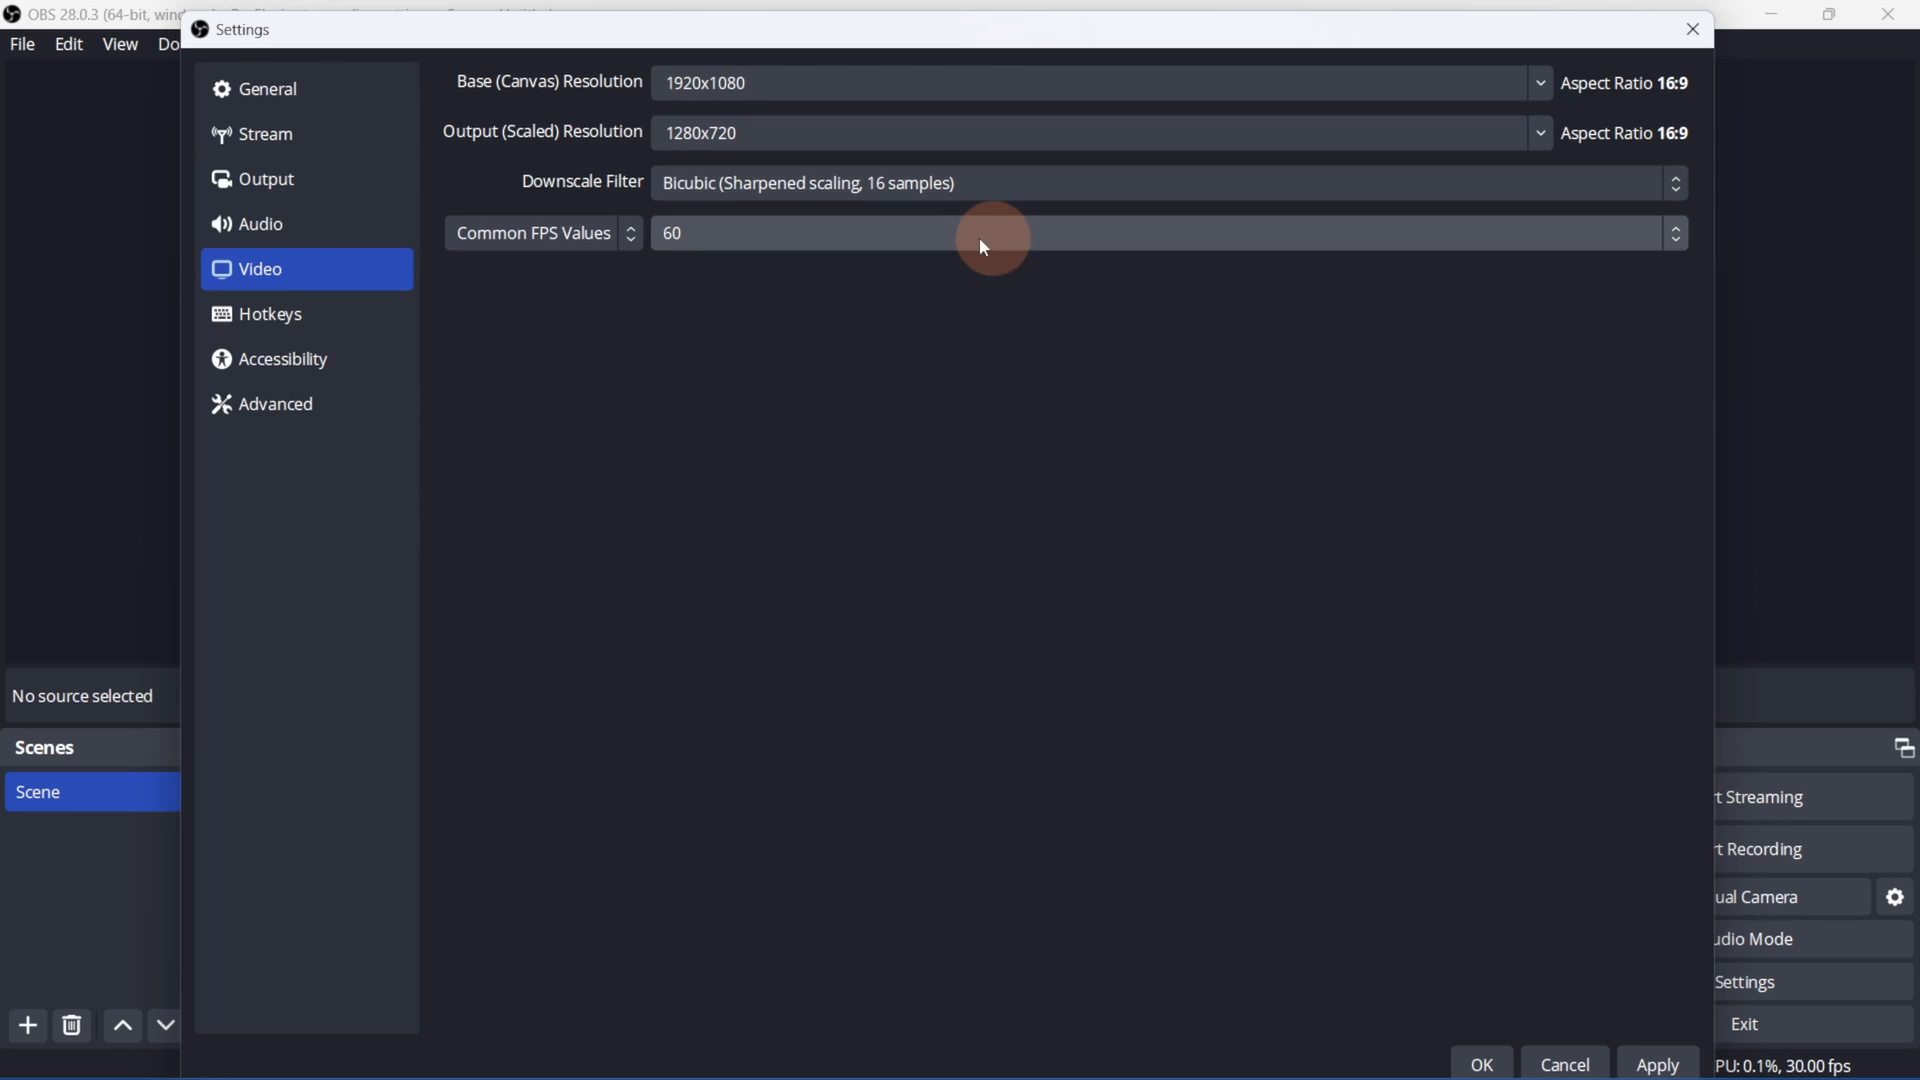 OBS 28.0.3 (64-bit,
Settings
File Edit View
General
Stream
Output
Audio
Video
Hotkeys
Accessibility
Advanced
Base (Canvas) Resolution 1920x1080 Aspect Ratio 16:9
Output (Scaled) Resolution 1280x720 Aspect Ratio 16:9
Downscale Filter Bicubic (Sharpened scaling, 16 samples)
Common FPS Values 60
No source selected
Scenes
Scene
t Streaming
t Recording
ual Camera
udio Mode
Settings
Exit
OK Cancel Apply
PU: 0.1%, 30.00 fps